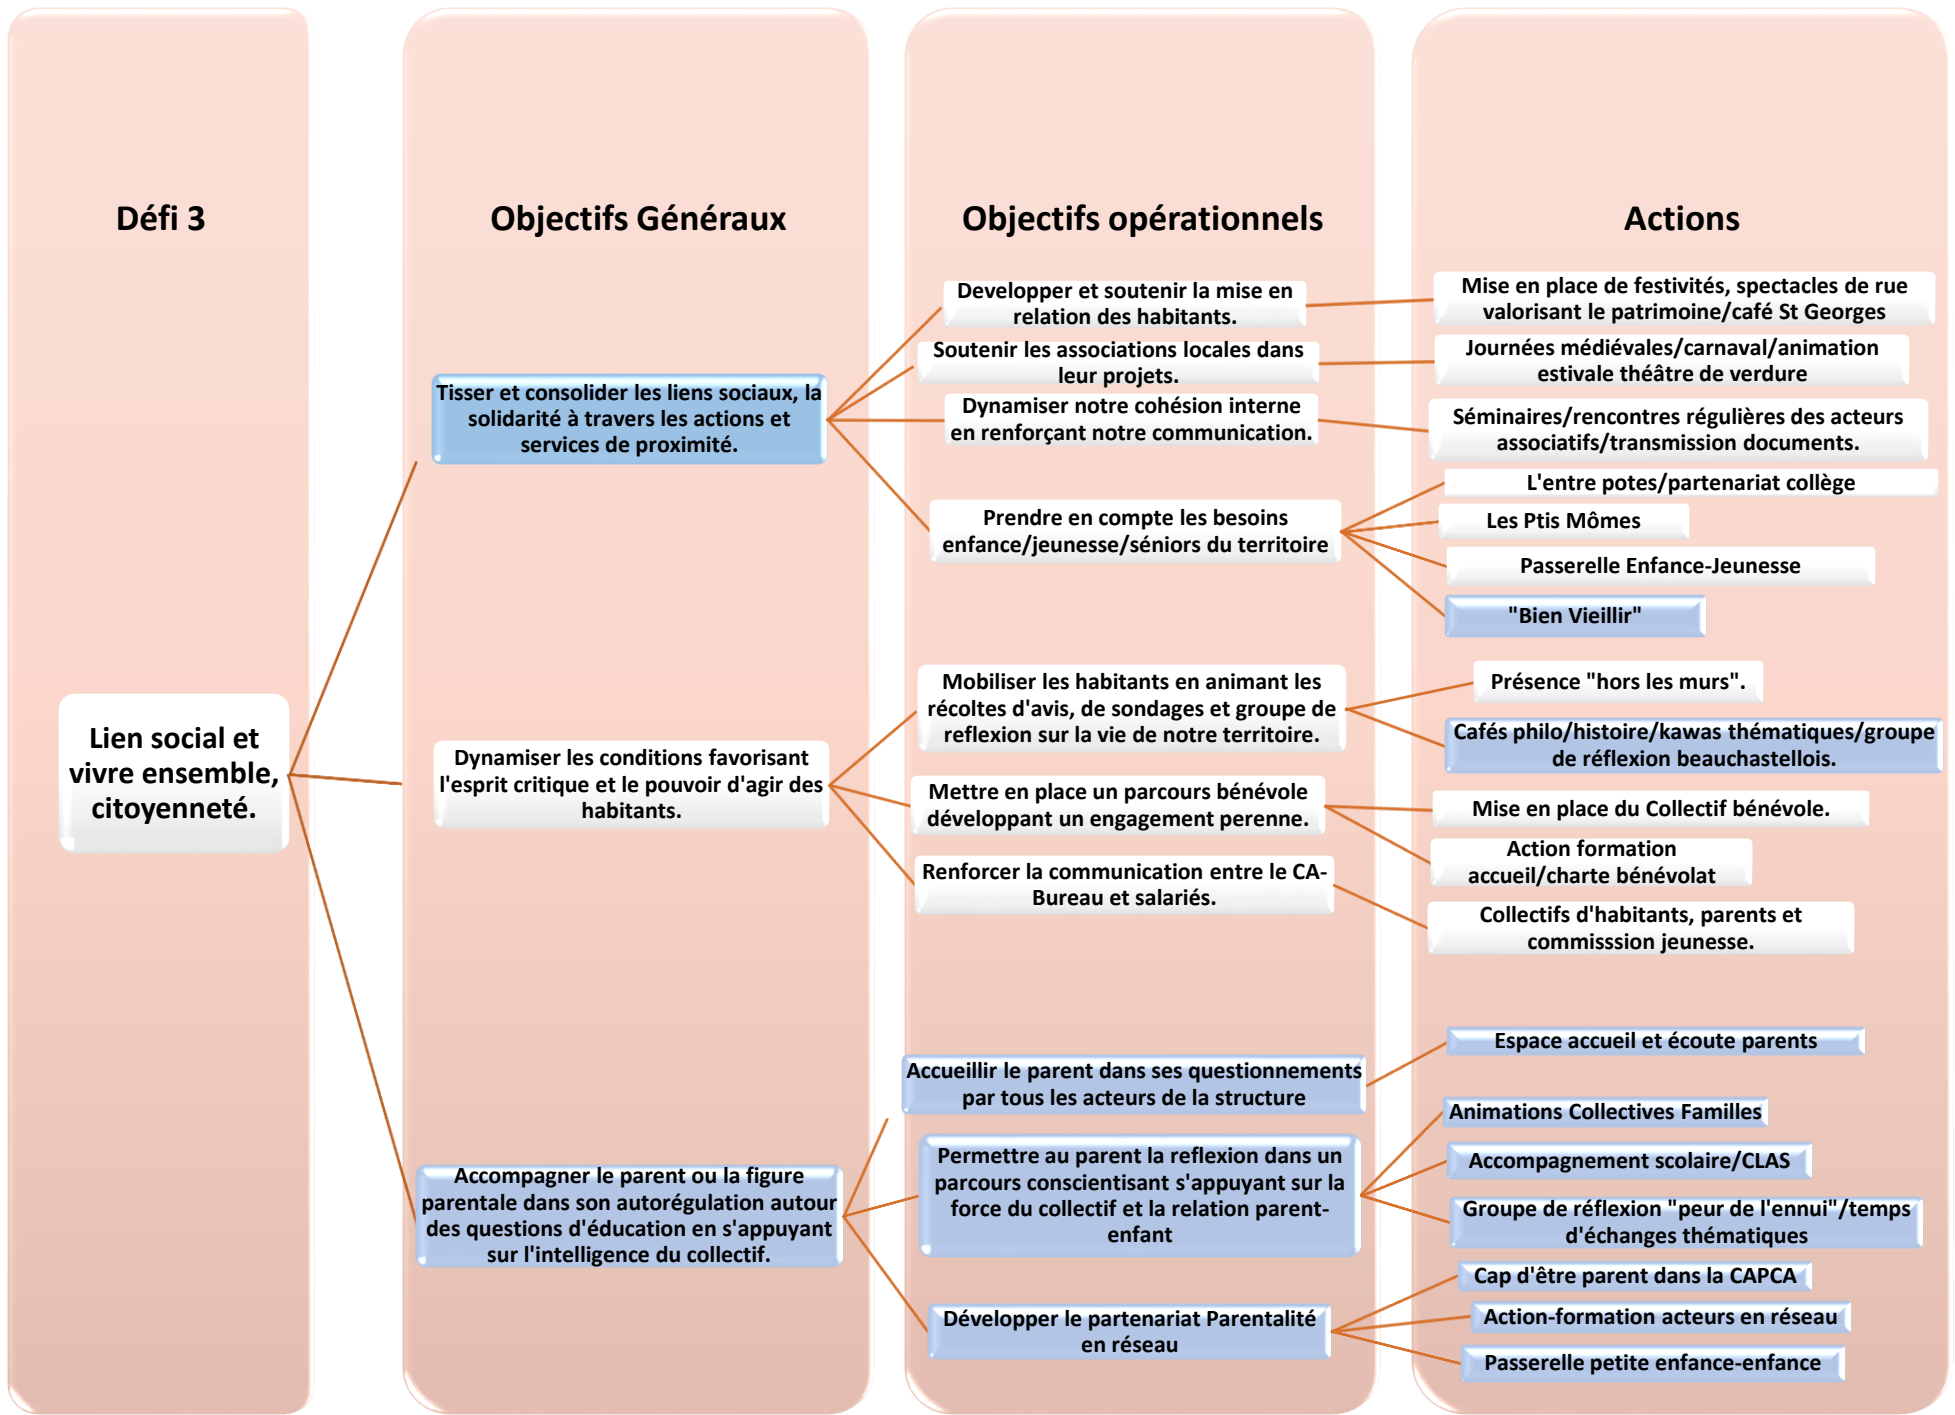 Défi 3
Objectifs Généraux
Objectifs opérationnels
Actions
Lien social et
vivre ensemble,
citoyenneté.
Tisser et consolider les liens sociaux, la
solidarité à travers les actions et
services de proximité.
Developper et soutenir la mise en
relation des habitants.
Mise en place de festivités, spectacles de rue
valorisant le patrimoine/café St Georges
Soutenir les associations locales dans
leur projets.
Journées médiévales/carnaval/animation
estivale théâtre de verdure
Dynamiser notre cohésion interne
en renforçant notre communication.
Séminaires/rencontres régulières des acteurs
associatifs/transmission documents.
Prendre en compte les besoins
enfance/jeunesse/séniors du territoire
L'entre potes/partenariat collège
Les Ptis Mômes
Passerelle Enfance-Jeunesse
"Bien Vieillir"
Dynamiser les conditions favorisant
l'esprit critique et le pouvoir d'agir des
habitants.
Mobiliser les habitants en animant les
récoltes d'avis, de sondages et groupe de
reflexion sur la vie de notre territoire.
Présence "hors les murs".
Cafés philo/histoire/kawas thématiques/groupe
de réflexion beauchastellois.
Mettre en place un parcours bénévole
développant un engagement perenne.
Mise en place du Collectif bénévole.
Action formation
accueil/charte bénévolat
Renforcer la communication entre le CA-
Bureau et salariés.
Collectifs d'habitants, parents et
commisssion jeunesse.
Accompagner le parent ou la figure
parentale dans son autorégulation autour
des questions d'éducation en s'appuyant
sur l'intelligence du collectif.
Accueillir le parent dans ses questionnements
par tous les acteurs de la structure
Espace accueil et écoute parents
Permettre au parent la reflexion dans un
parcours conscientisant s'appuyant sur la
force du collectif et la relation parent-
enfant
Animations Collectives Familles
Accompagnement scolaire/CLAS
Groupe de réflexion "peur de l'ennui"/temps
d'échanges thématiques
Développer le partenariat Parentalité
en réseau
Cap d'être parent dans la CAPCA
Action-formation acteurs en réseau
Passerelle petite enfance-enfance